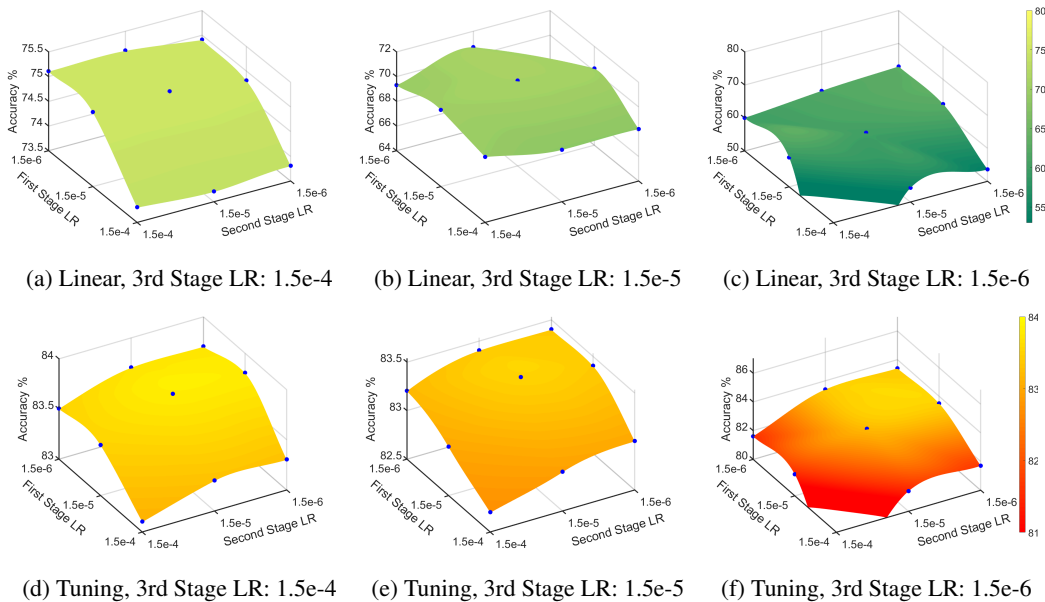 75.5
75
74.5
74
73.5
Accuracy %
1.5e-6
1.5e-5
1.5e-4
First Stage LR
1.5e-4
1.5e-5
1.5e-6
Second Stage LR
72
70
68
66
64
Accuracy %
1.5e-6
1.5e-5
1.5e-4
First Stage LR
1.5e-4
1.5e-5
1.5e-6
Second Stage LR
80
70
60
50
Accuracy %
1.5e-6
1.5e-5
1.5e-4
First Stage LR
1.5e-4
1.5e-5
1.5e-6
Second Stage LR
80
75
70
65
60
55
(a) Linear, 3rd Stage LR: 1.5e-4
(b) Linear, 3rd Stage LR: 1.5e-5
(c) Linear, 3rd Stage LR: 1.5e-6
84
83.5
83
Accuracy %
1.5e-6
1.5e-5
1.5e-4
First Stage LR
1.5e-4
1.5e-5
1.5e-6
Second Stage LR
83.5
83
82.5
Accuracy %
1.5e-6
1.5e-5
1.5e-4
First Stage LR
1.5e-4
1.5e-5
1.5e-6
Second Stage LR
86
84
82
80
Accuracy %
1.5e-6
1.5e-5
1.5e-4
First Stage LR
1.5e-4
1.5e-5
1.5e-6
Second Stage LR
84
83
82
81
(d) Tuning, 3rd Stage LR: 1.5e-4
(e) Tuning, 3rd Stage LR: 1.5e-5
(f) Tuning, 3rd Stage LR: 1.5e-6